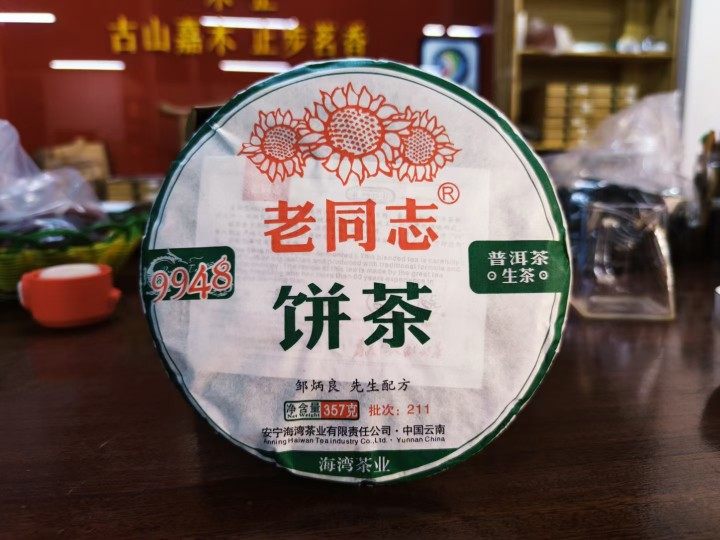 古山嘉木 正步茗香
老同志®
9948
普洱茶
生茶
饼茶
邹炳良 先生配方
净含量 357克 批次：211
Net Weight
安宁海湾茶业有限责任公司·中国云南
Anning Haiwan Tea Industry Co.,Ltd. · Yunnan China
海湾茶业